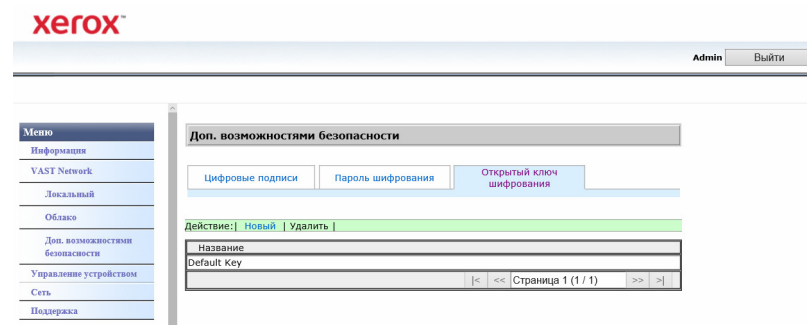 xerox™
Admin Выйти
Меню
Информация
VAST Network
Локальный
Облако
Доп. возможностями
безопасности
Управление устройством
Сеть
Поддержка
Доп. возможностями безопасности
Цифровые подписи
Пароль шифрования
Открытый ключ
шифрования
Действие:| Новый | Удалить |
Название
Default Key
|< << Страница 1 (1 / 1) >> >|